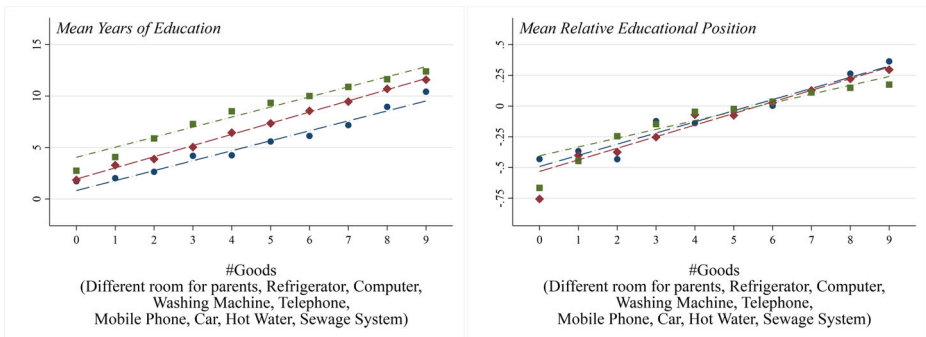 Mean Years of Education
15
10
5
0
0 1 2 3 4 5 6 7 8 9
#Goods
(Different room for parents, Refrigerator, Computer,
Washing Machine, Telephone,
Mobile Phone, Car, Hot Water, Sewage System)
Mean Relative Educational Position
.5
.25
0
-.25
-.5
-.75
0 1 2 3 4 5 6 7 8 9
#Goods
(Different room for parents, Refrigerator, Computer,
Washing Machine, Telephone,
Mobile Phone, Car, Hot Water, Sewage System)